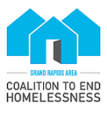 GRAND RAPIDS AREA
COALITION TO END
HOMELESSNESS